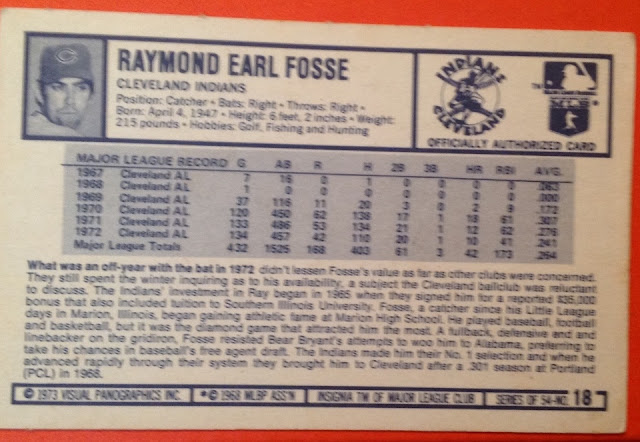 RAYMOND EARL FOSSE
CLEVELAND INDIANS
Position: Catcher • Bats: Right • Throws: Right •
Born: April 4, 1947 • Height: 6 feet, 2 inches • Weight:
215 pounds • Hobbies: Golf, Fishing and Hunting
INDIANS
CLEVELAND
TM
OFFICIALLY AUTHORIZED CARD
MAJOR LEAGUE RECORD G AB R H 2B 3B HR RBI AVG.
1967 Cleveland AL 7 16 0 1 0 0 0 0 .063
1968 Cleveland AL 1 0 0 0 0 0 0 0 .000
1969 Cleveland AL 37 116 11 20 3 0 2 9 .172
1970 Cleveland AL 120 450 62 138 17 1 18 61 .307
1971 Cleveland AL 133 486 53 134 21 1 12 62 .276
1972 Cleveland AL 134 457 42 110 20 1 10 41 .241
Major League Totals 432 1525 168 403 61 3 42 173 .264
What was an off-year with the bat in 1972 didn't lessen Fosse's value as far as other clubs were concerned.
They still spent the winter inquiring as to his availability, a subject the Cleveland ballclub was reluctant
to discuss. The Indians' investment in Ray began in 1965 when they signed him for a reported $35,000
bonus that also included tuition to Southern Illinois University. Fosse, a catcher since his Little League
days in Marion, Illinois, began gaining athletic fame at Marion High School. He played baseball, football
and basketball, but it was the diamond game that attracted him the most. A fullback, defensive end and
linebacker on the gridiron, Fosse resisted Bear Bryant's attempts to woo him to Alabama, preferring to
take his chances in baseball's free agent draft. The Indians made him their No. 1 selection and when he
advanced rapidly through their system they brought him to Cleveland after a .301 season at Portland
(PCL) in 1968.
© 1973 VISUAL PANOGRAPHICS INC. *© 1968 MLBP ASS'N INSIGNIA TM OF MAJOR LEAGUE CLUB SERIES OF 54-NO. 18